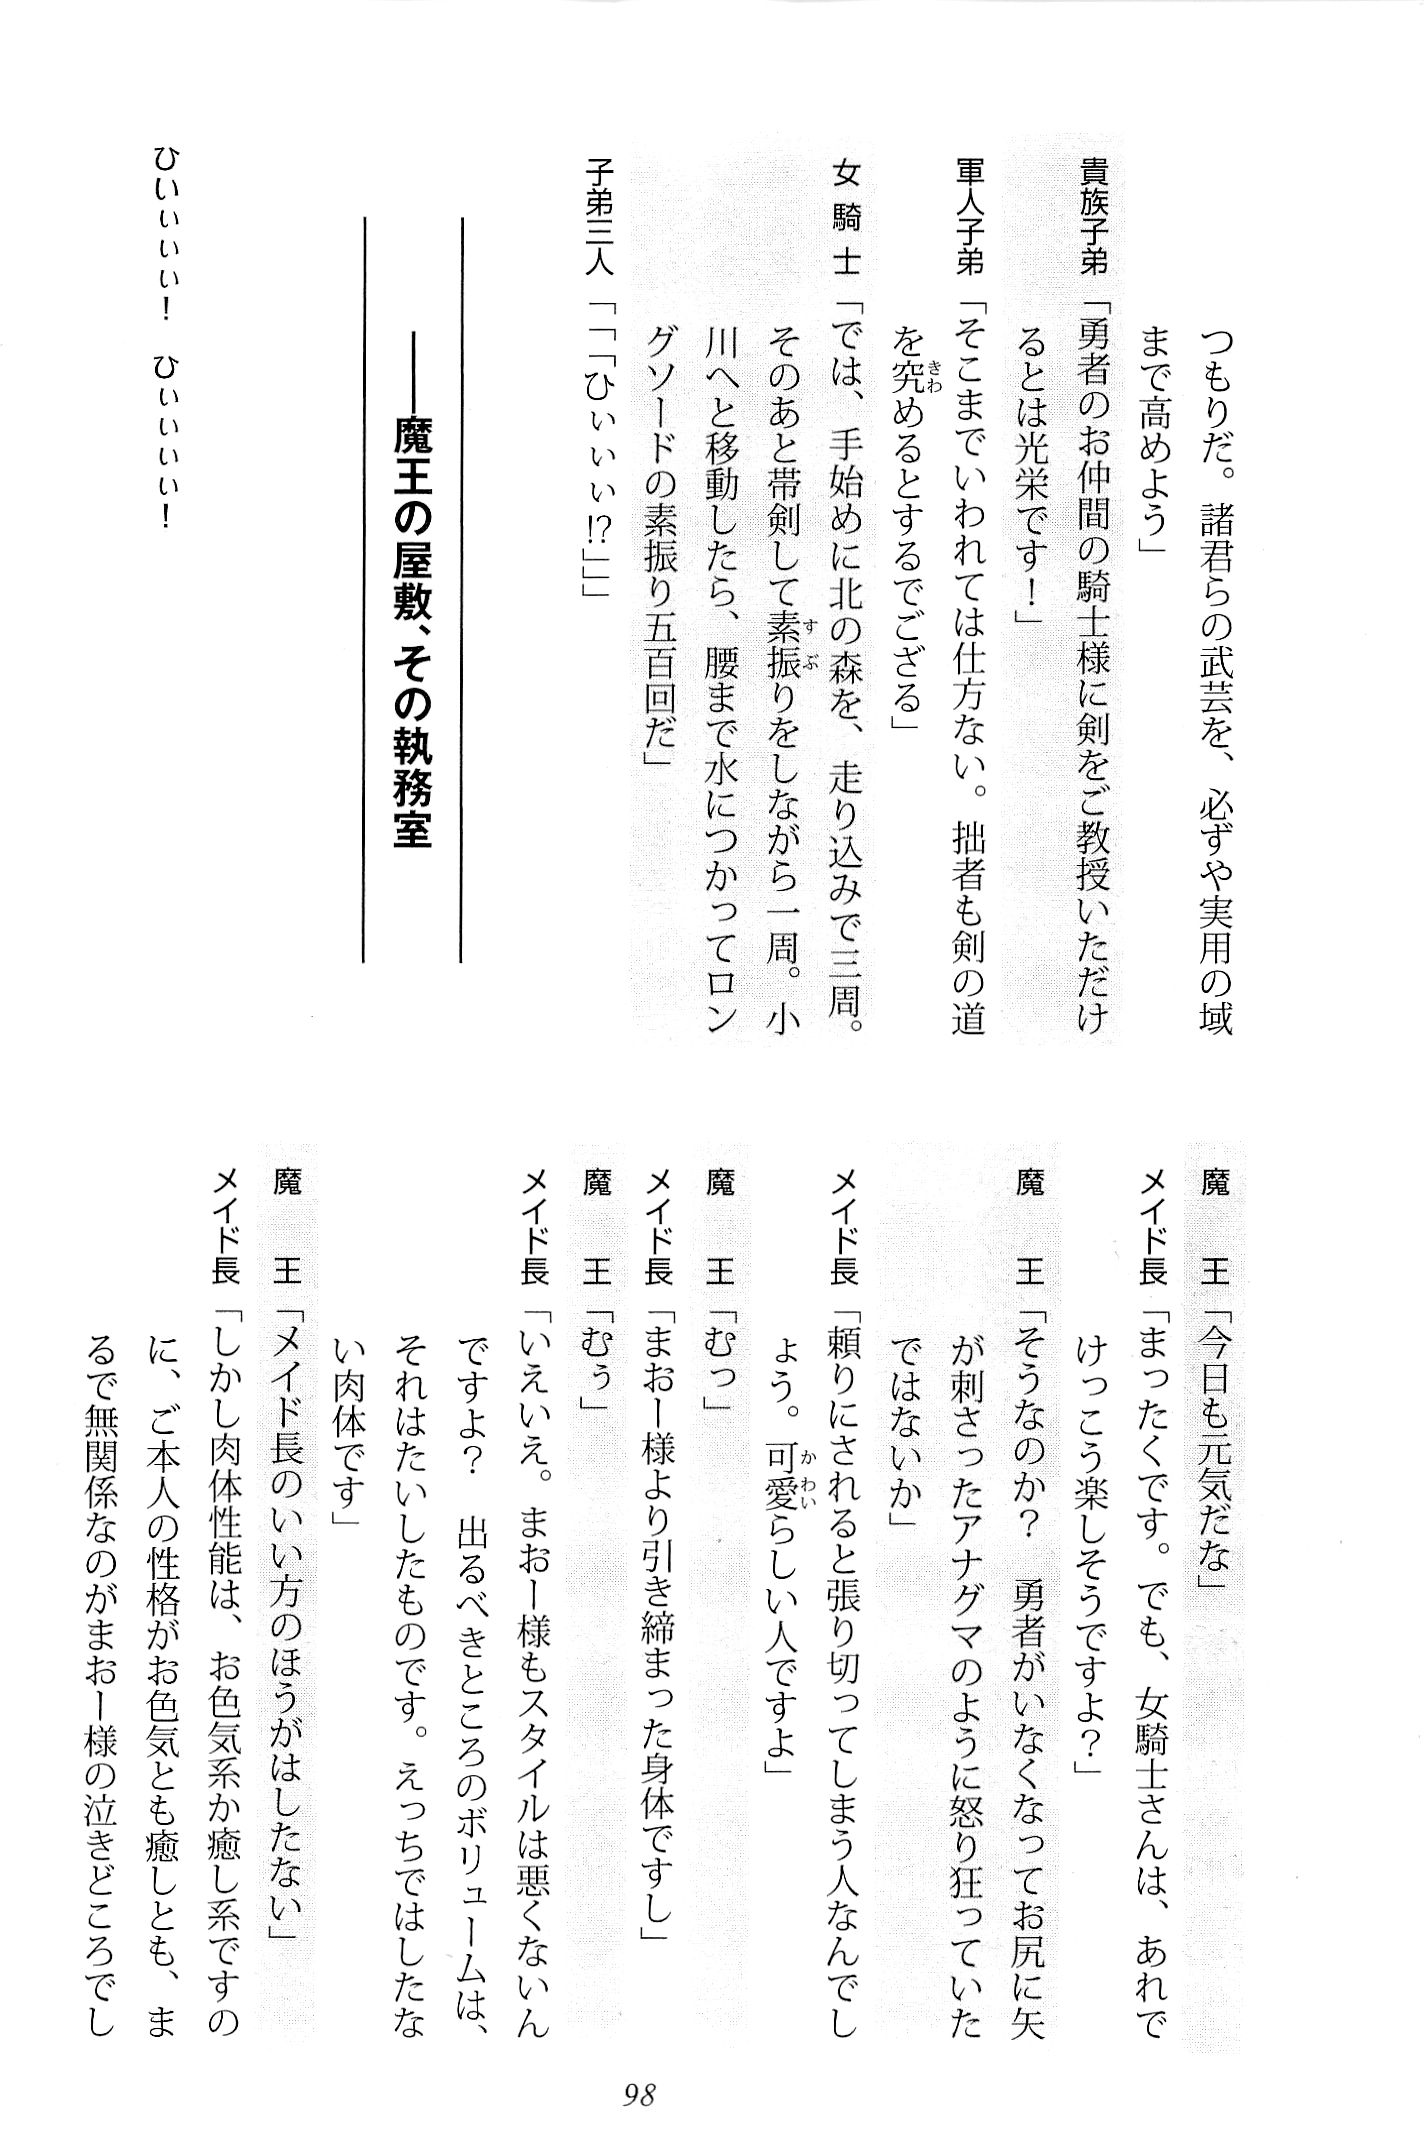 つもりだ。諸君らの武芸を、必ずや実用の域
まで高めよう」
貴族子弟「勇者のお仲間の騎士様に剣をご教授いただけ
るとは光栄です！」
軍人子弟「そこまでいわれては仕方ない。拙者も剣の道
を究めるとするでござる」
女騎士「では、手始めに北の森を、走り込みで三周。
そのあと帯剣して素振りをしながら一周。小
川へと移動したら、腰まで水につかってロン
グソードの素振り五百回だ」
子弟三人「「「ひぃぃぃ!?」」」
――魔王の屋敷、その執務室
ひいぃぃぃ！　ひぃぃぃぃ！
魔王「今日も元気だな」
メイド長「まったくです。でも、女騎士さんは、あれで
けっこう楽しそうですよ？」
魔王「そうなのか？　勇者がいなくなってお尻に矢
が刺さったアナグマのように怒り狂っていた
ではないか」
メイド長「頼りにされると張り切ってしまう人なんでし
ょう。可愛らしい人ですよ」
魔王「むっ」
メイド長「まおー様より引き締まった身体ですし」
魔王「むぅ」
メイド長「いえいえ。まおー様もスタイルは悪くないん
ですよ？　出るべきところのボリュームは、
それはたいしたものです。えっちではしたな
い肉体です」
魔王「メイド長のいい方のほうがはしたない」
メイド長「しかし肉体性能は、お色気系か癒し系ですの
に、ご本人の性格がお色気とも癒しとも、ま
るで無関係なのがまおー様の泣きどころでし
98